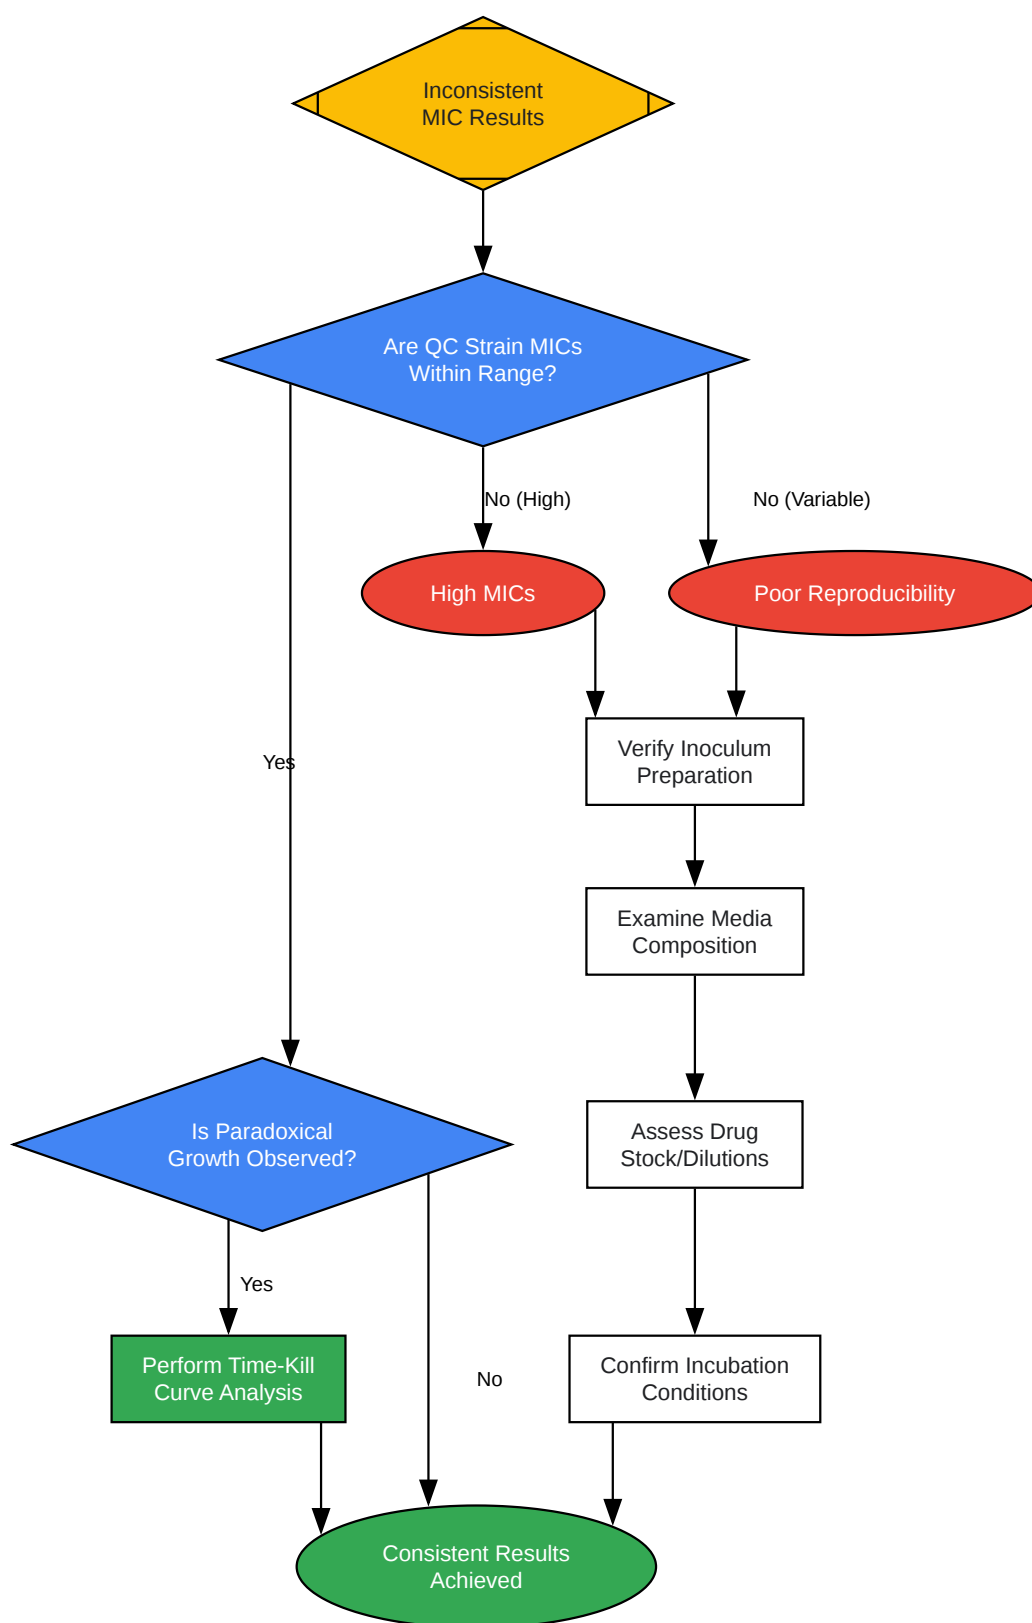 Inconsistent
MIC Results
Are QC Strain MICs
Within Range?
No (High)
No (Variable)
High MICs
Poor Reproducibility
Verify Inoculum
Preparation
Yes
Examine Media
Composition
Is Paradoxical
Growth Observed?
Assess Drug
Stock/Dilutions
Yes
Perform Time-Kill
Curve Analysis
No
Confirm Incubation
Conditions
Consistent Results
Achieved